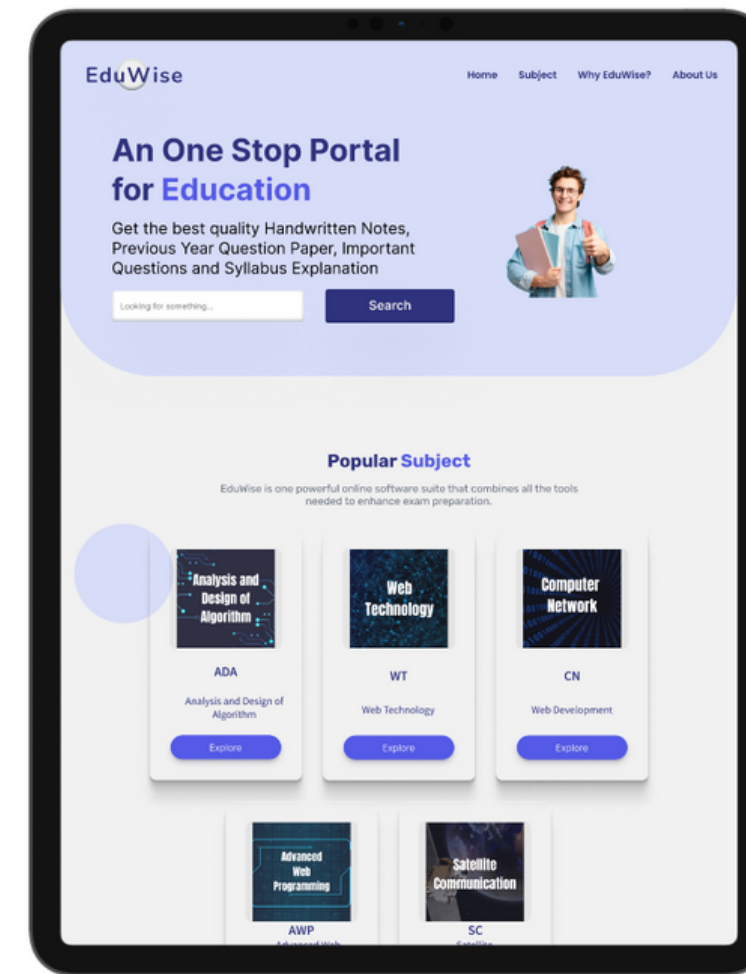 EduWise
Home Subject Why EduWise? About Us
An One Stop Portal
for Education
Get the best quality Handwritten Notes,
Previous Year Question Paper, Important
Questions and Syllabus Explanation
Looking for something...
Search
Popular Subject
EduWise is one powerful online software suite that combines all the tools
needed to enhance exam preparation.
Analysis and
Design of
Algorithm
ADA
Analysis and Design of
Algorithm
Explore
Web
Technology
WT
Web Technology
Explore
Computer
Network
CN
Web Development
Explore
Advanced
Web
Programming
AWP
Advanced Web
Satellite
Communication
SC
Satellite